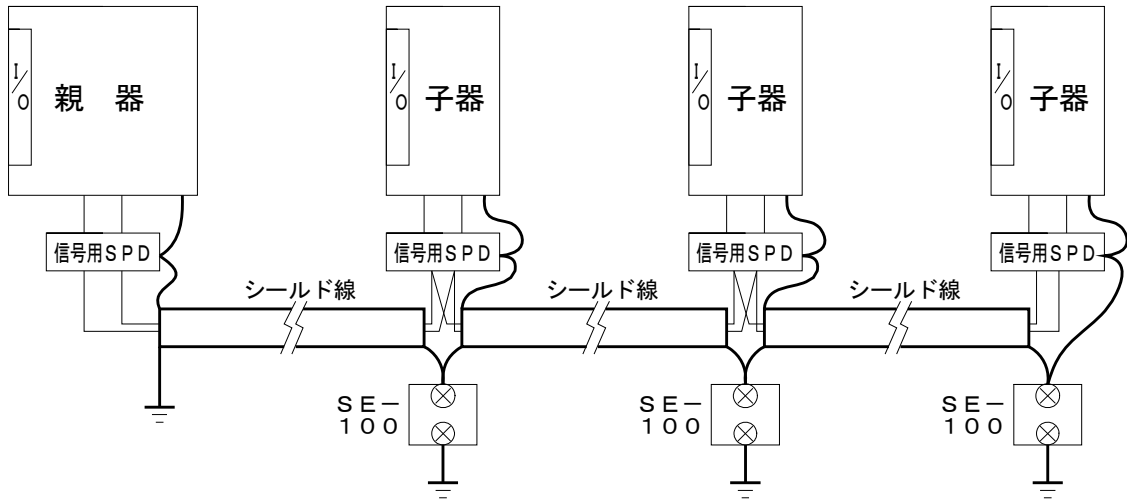 I/O
親 器
I/O
子器
I/O
子器
I/O
子器
信号用SPD
信号用SPD
信号用SPD
信号用SPD
シールド線
シールド線
シールド線
SE-
100
SE-
100
SE-
100